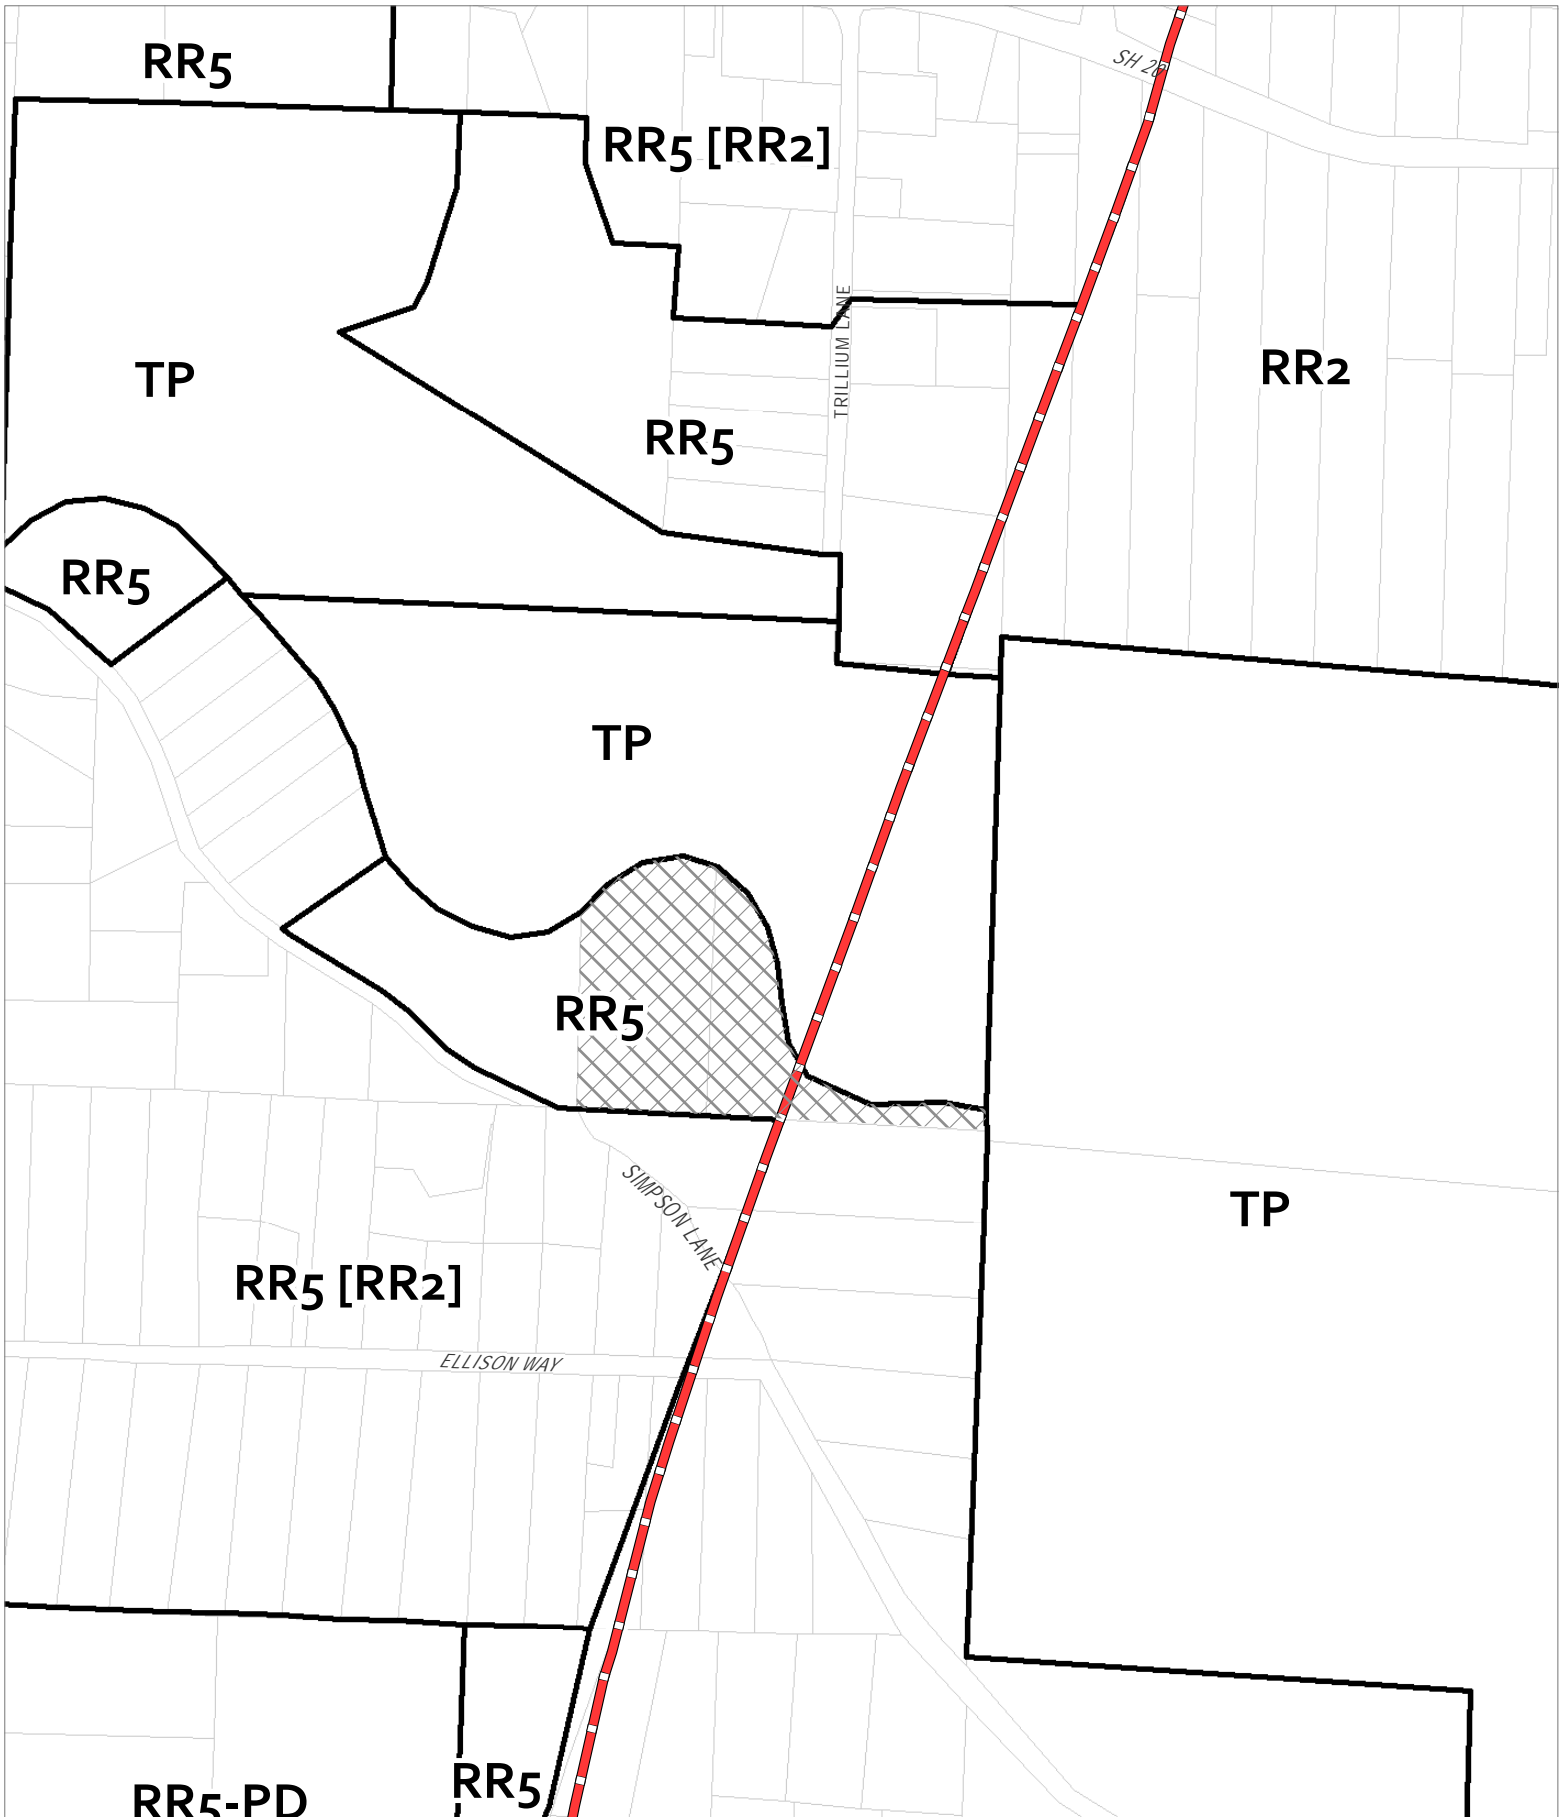 RR5
SH 20
RR5 [RR2]
TRILLIUM LANE
RR2
TP
RR5
RR5
TP
RR5
SIMPSON LANE
TP
RR5 [RR2]
ELLISON WAY
RR5
RR5-PD